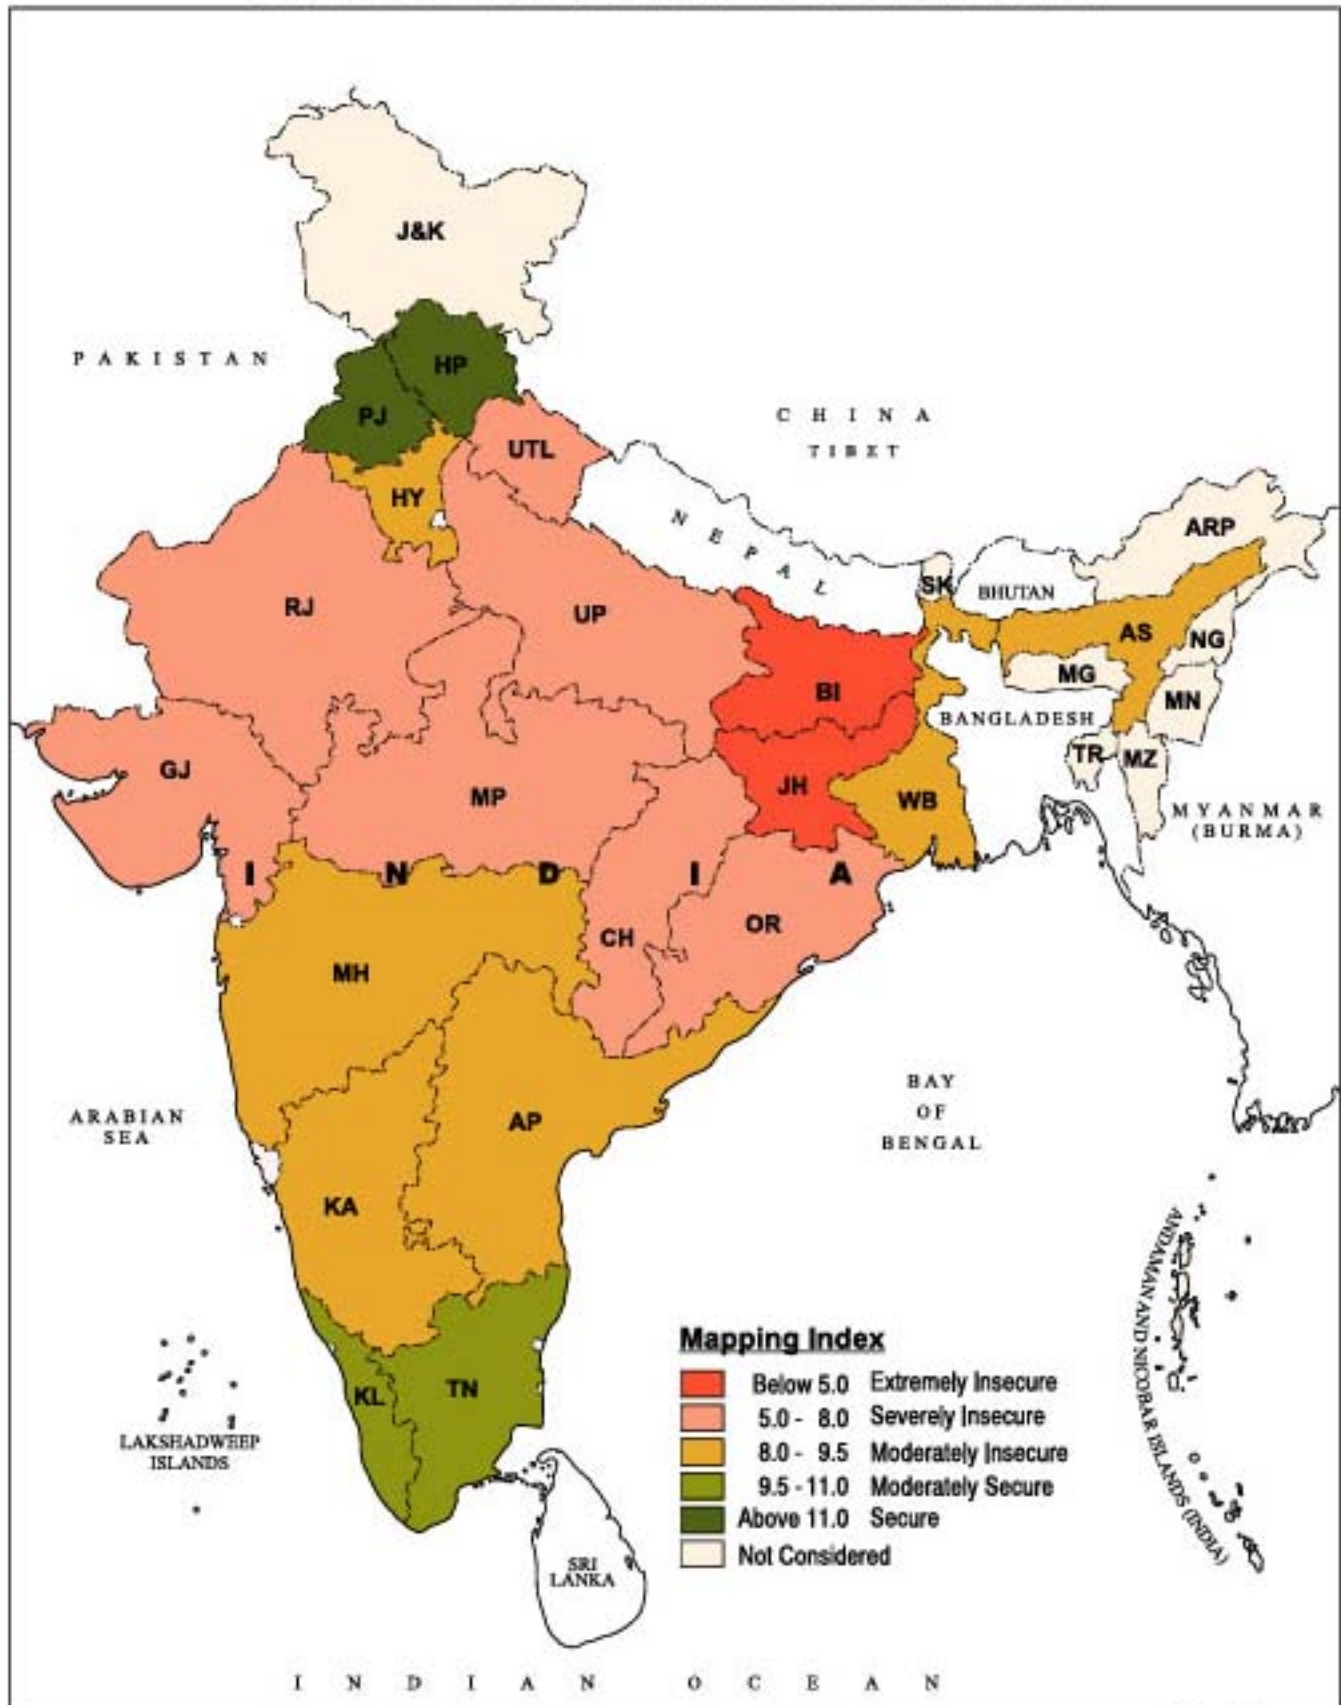 J&K
PAKISTAN
HP
PJ
CHINA
TIBET
UTL
HY
NEPAL
ARP
SK
BHUTAN
RJ
UP
AS
NG
MG
BI
MN
BANGLADESH
TR
MZ
GJ
MP
JH
WB
MYANMAR
(BURMA)
INDIA
CH
OR
MH
BAY
OF
BENGAL
ARABIAN
SEA
AP
KA
ANDAMAN AND NICOBAR ISLANDS (INDIA)
KL
TN
LAKSHADWEEP
ISLANDS
Mapping Index
Below 5.0 Extremely Insecure
5.0 - 8.0 Severely Insecure
8.0 - 9.5 Moderately Insecure
9.5 - 11.0 Moderately Secure
Above 11.0 Secure
Not Considered
SRI
LANKA
INDIAN OCEAN